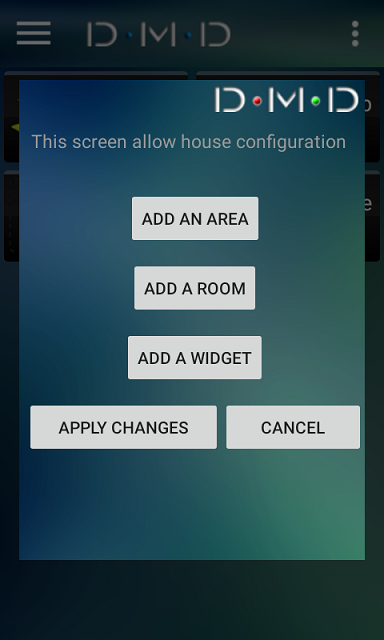 D•M•D
D•M•D
This screen allow house configuration
ADD AN AREA
ADD A ROOM
ADD A WIDGET
APPLY CHANGES CANCEL